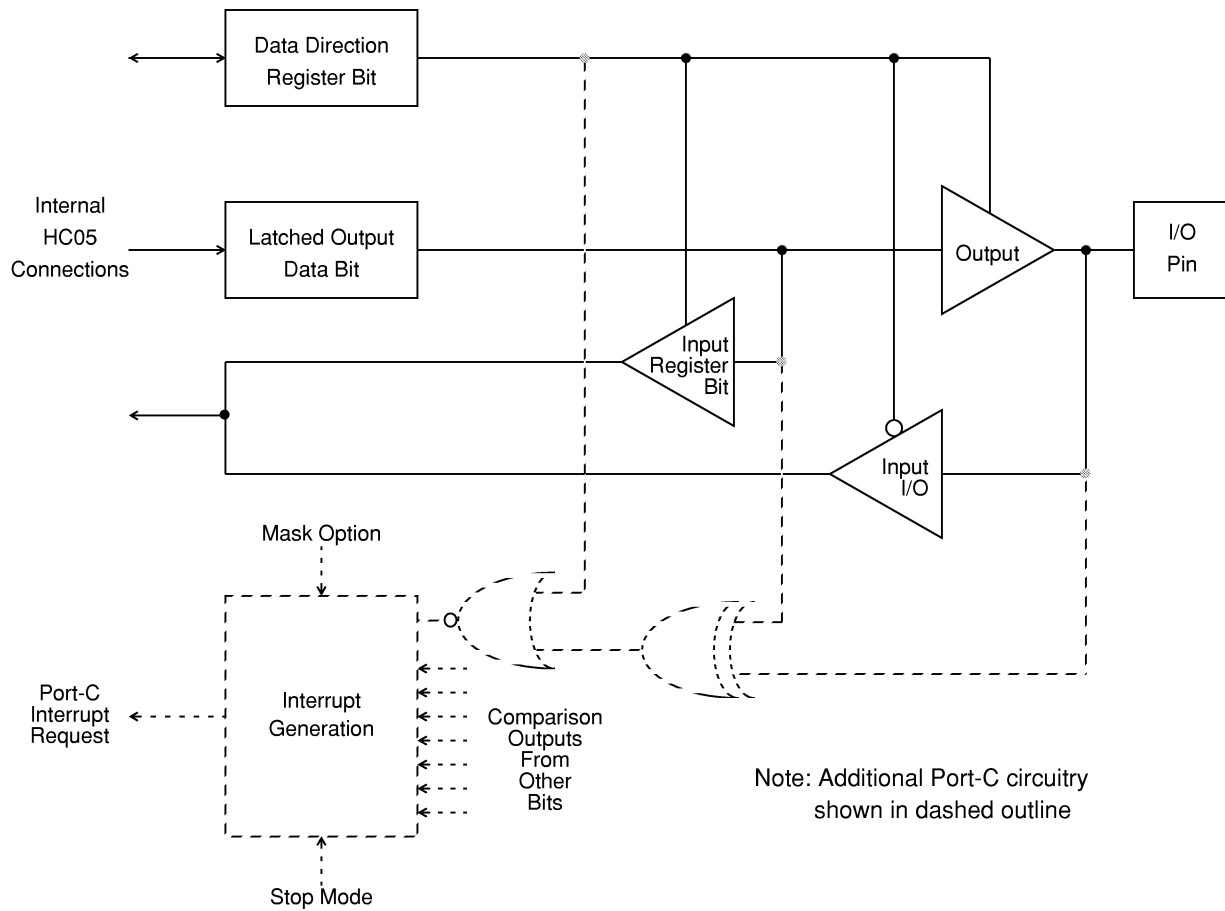 Data Direction
Register Bit
Internal
HC05
Connections
Latched Output
Data Bit
Output
I/O
Pin
Input
Register
Bit
Input
I/O
Mask Option
Port-C
Interrupt
Request
Interrupt
Generation
Comparison
Outputs
From
Other
Bits
Note: Additional Port-C circuitry
shown in dashed outline
Stop Mode